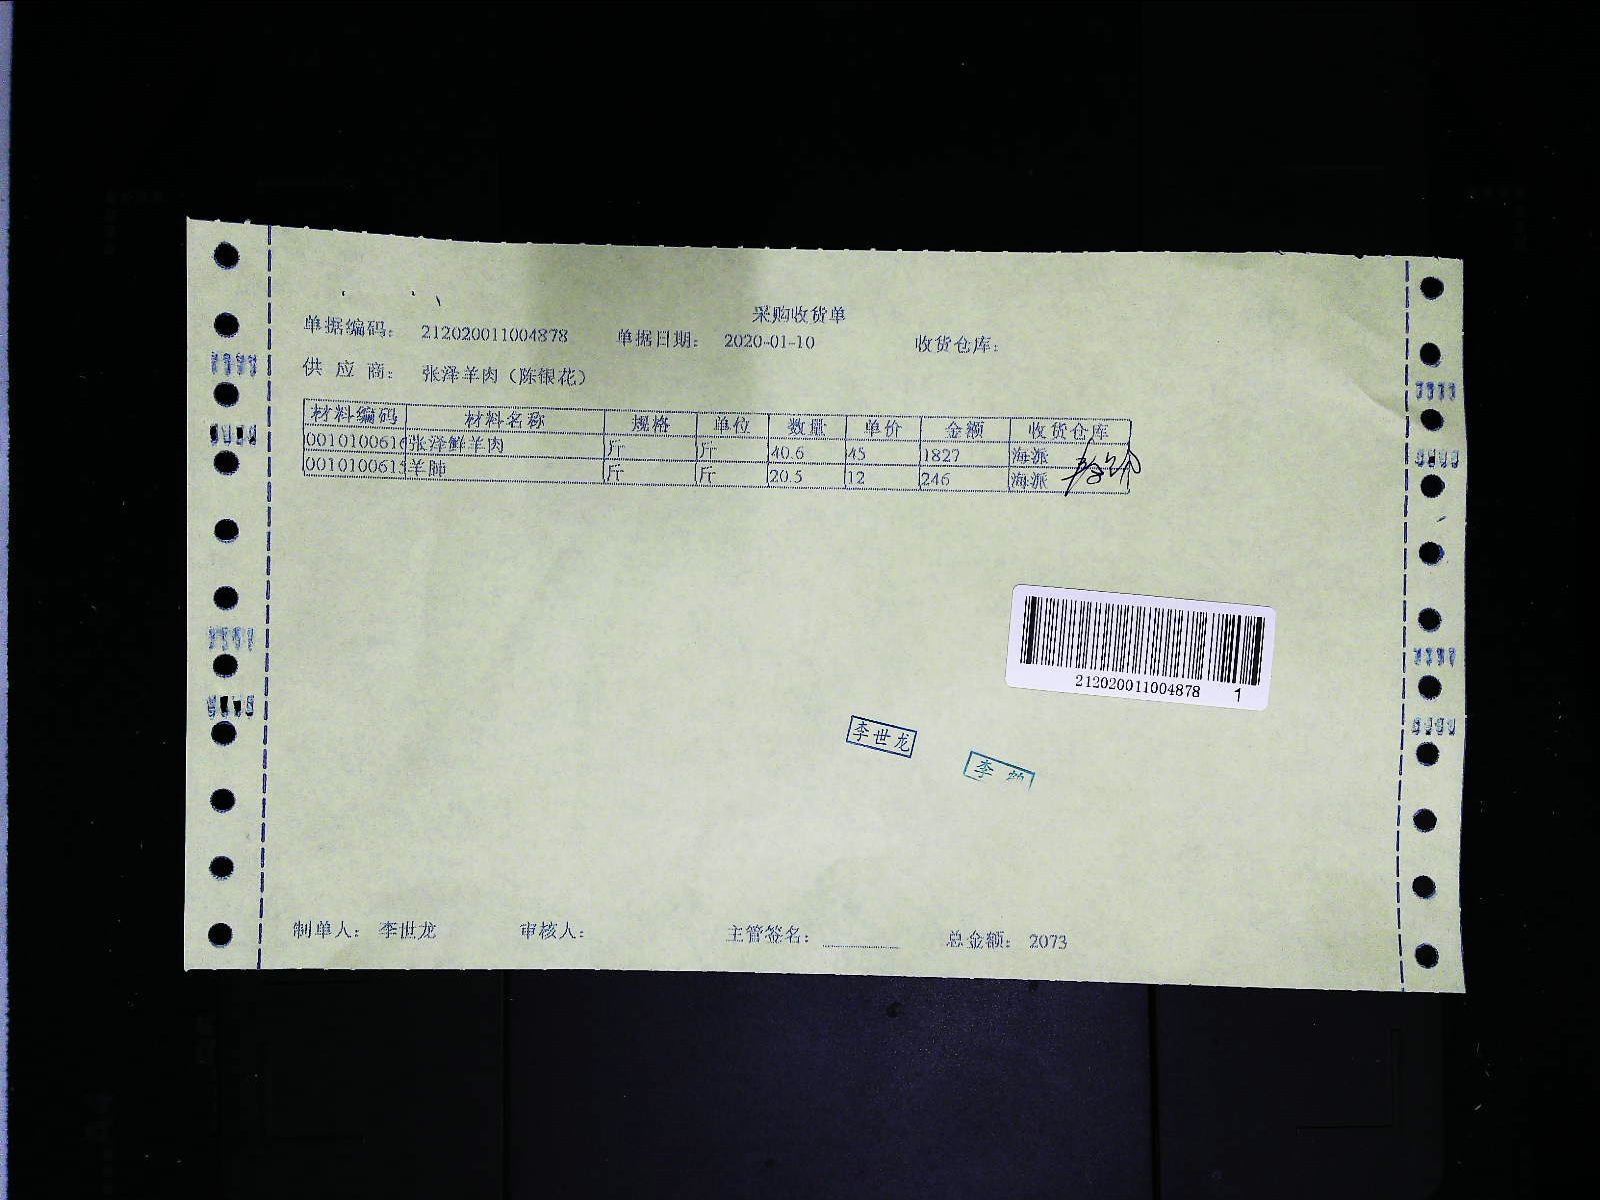 采购收货单
单据编码： 212020011004878 单据日期： 2020-01-10 收货仓库：
供 应 商： 张泽羊肉（陈银花）
材料编码 材料名称 规格 单位 数量 单价 金额 收货仓库
0010100616 张泽鲜羊肉 斤 斤 40.6 45 1827 海派
0010100615 羊肺 斤 斤 20.5 12 246 海派
212020011004878 1
李世龙
李
制单人： 李世龙 审核人： 主管签名： 总金额： 2073